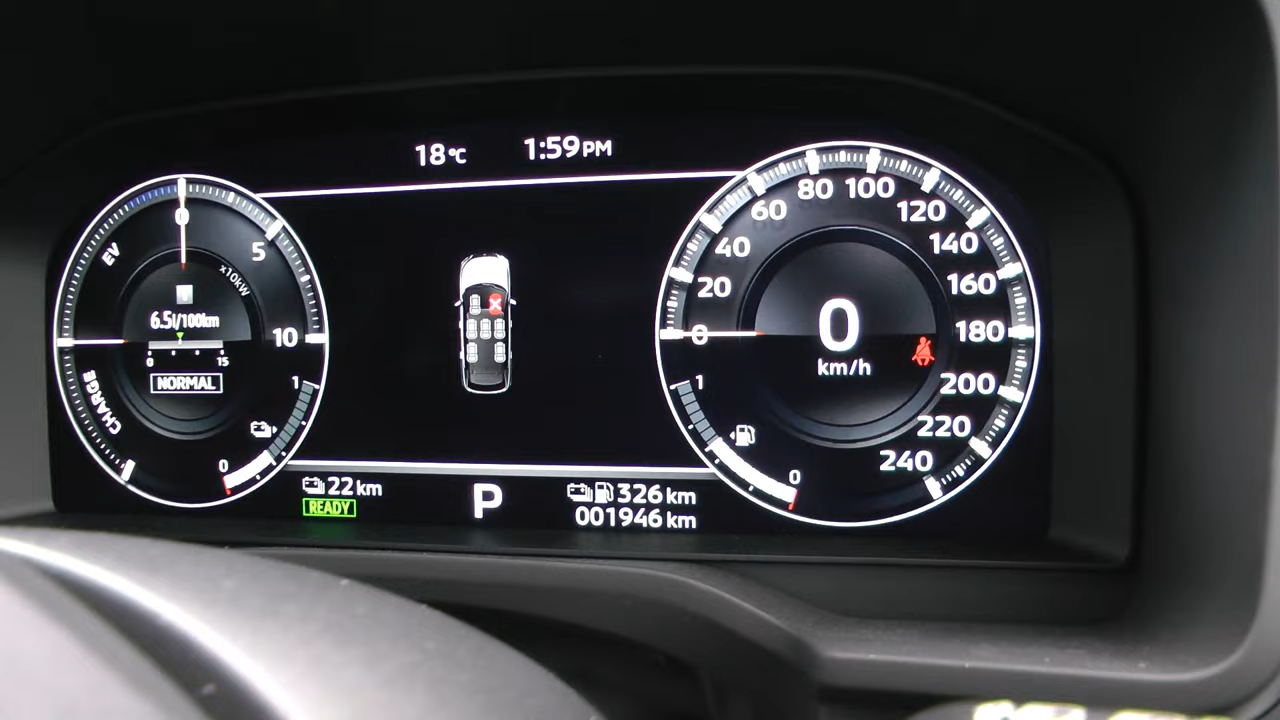 18°C 1:59PM
EV
0
5
10
x10kW
6.5l/100km
0 15
NORMAL
CHARGE
1
0
0
20
40
60
80
100
120
140
160
180
200
220
240
0
km/h
1
0
22km
READY
P
326km
001946km